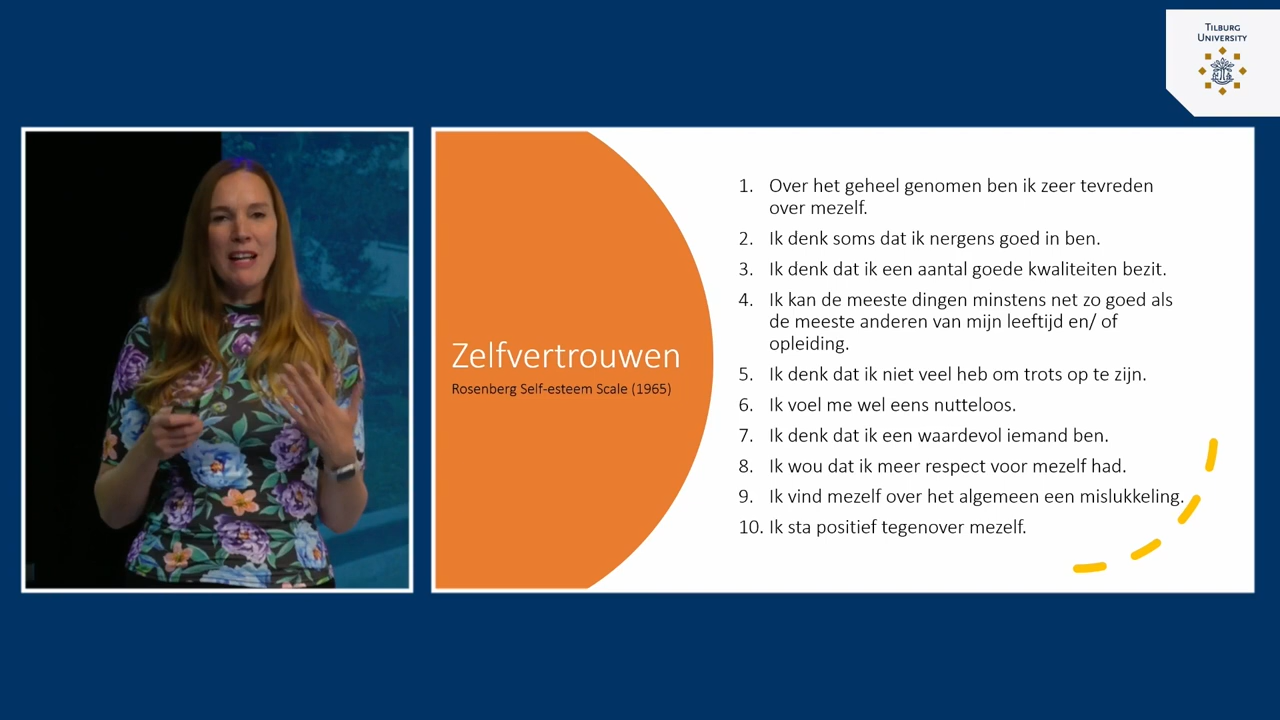 TILBURG
UNIVERSITY
Zelfvertrouwen
Rosenberg Self-esteem Scale (1965)
1. Over het geheel genomen ben ik zeer tevreden
over mezelf.
2. Ik denk soms dat ik nergens goed in ben.
3. Ik denk dat ik een aantal goede kwaliteiten bezit.
4. Ik kan de meeste dingen minstens net zo goed als
de meeste anderen van mijn leeftijd en/ of
opleiding.
5. Ik denk dat ik niet veel heb om trots op te zijn.
6. Ik voel me wel eens nutteloos.
7. Ik denk dat ik een waardevol iemand ben.
8. Ik wou dat ik meer respect voor mezelf had.
9. Ik vind mezelf over het algemeen een mislukkeling.
10. Ik sta positief tegenover mezelf.